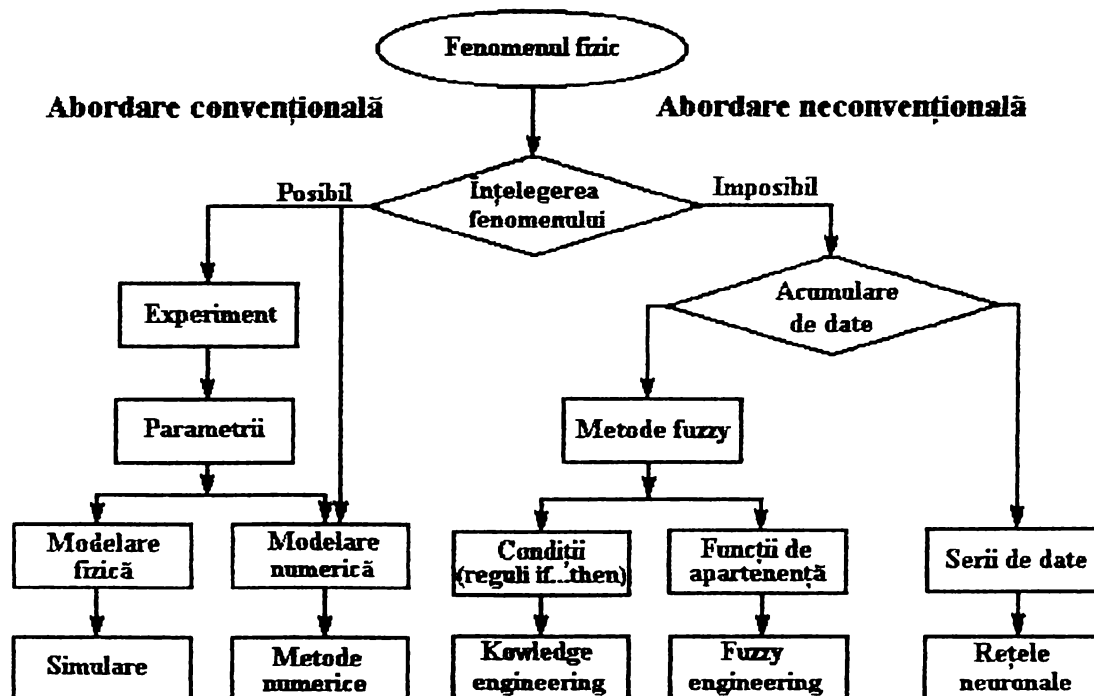 Fenomenul fizic
Abordare convențională
Abordare neconvențională
Posibil
Înțelegerea
fenomenului
Imposibil
Acumulare
de date
Experiment
Parametrii
Metode fuzzy
Modelare
fizică
Modelare
numerică
Condiții
(reguli if...then)
Funcții de
apartenență
Serii de date
Simulare
Metode
numerice
Kowledge
engineering
Fuzzy
engineering
Rețele
neuronale